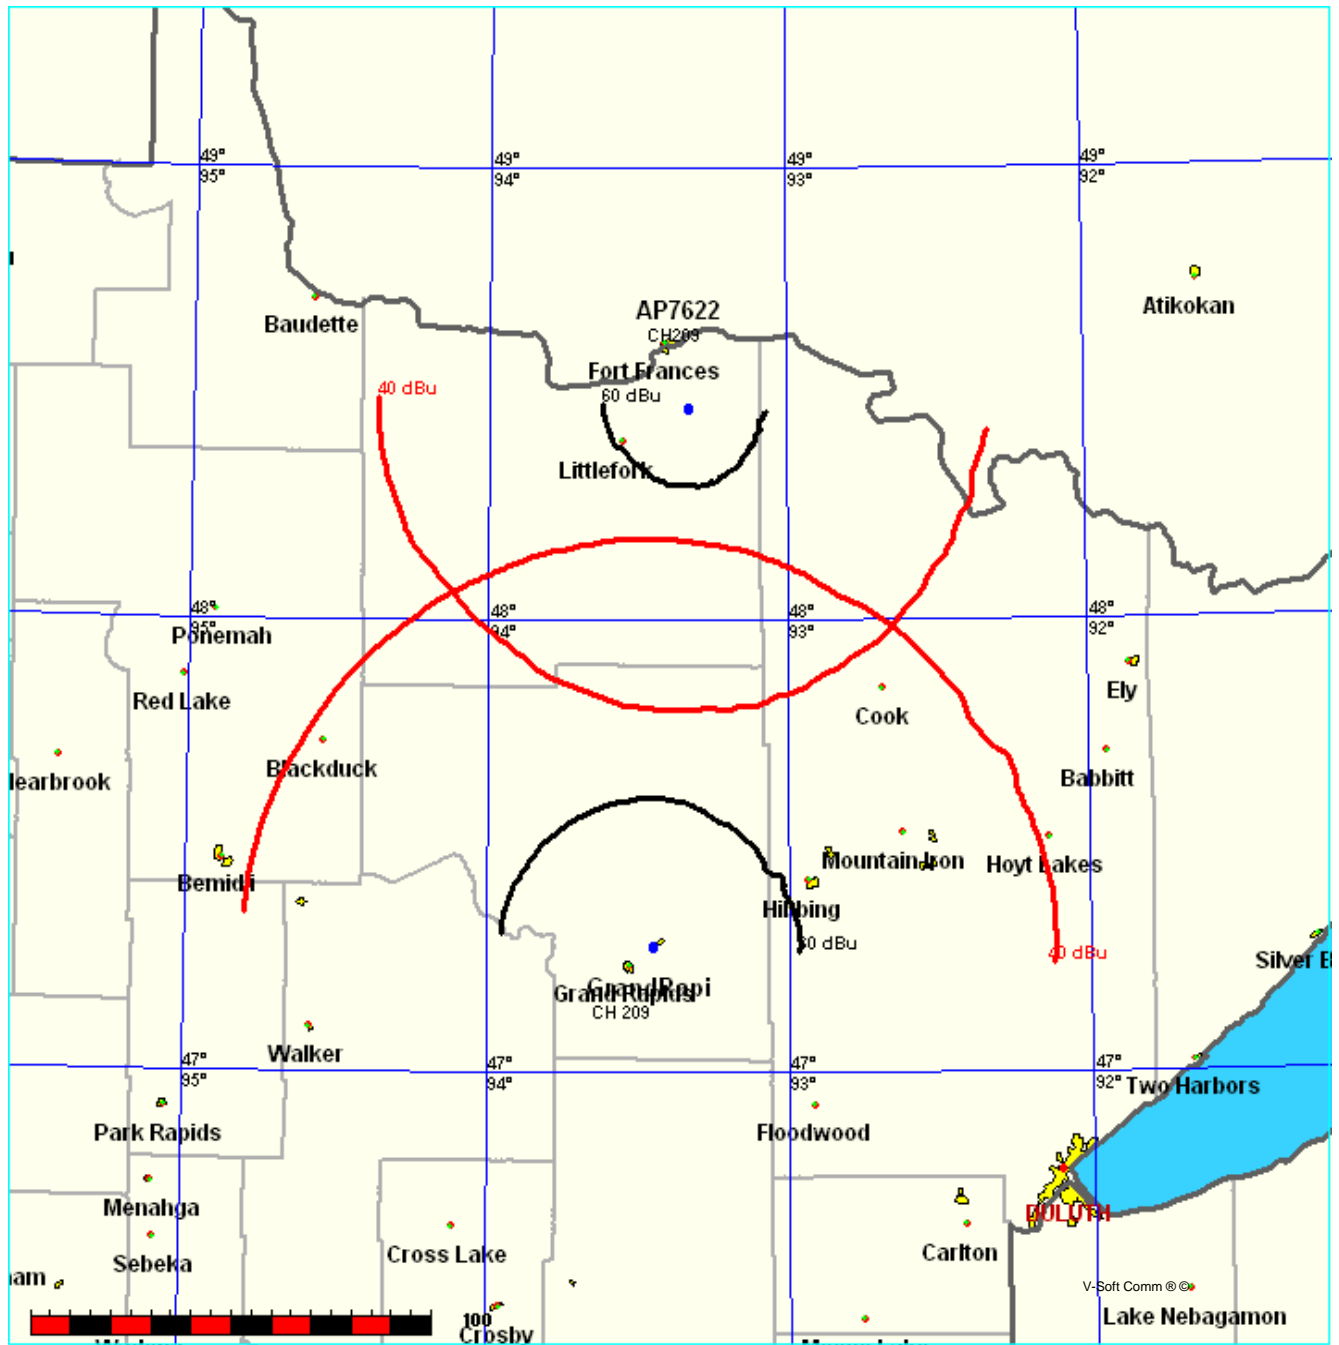 49°
95°
49°
94°
49°
93°
49°
92°
Atikokan
Baudette
AP7622
CH209
Fort Frances
40 dBu
60 dBu
Littlefork
48°
94°
48°
93°
48°
92°
95°
Ponemah
Red Lake
Ely
Cook
Blackduck
learbrook
Babbitt
Mountain Iron
Hoyt Lakes
Bemidji
Hibbing
60 dBu
40 dBu
Silver B
GrandRapi
Grand Rapids
CH 209
Walker
47°
95°
47°
94°
47°
93°
47°
92°
Two Harbors
Park Rapids
Floodwood
Menahga
DULUTH
Sebeka
Cross Lake
Carlton
am
V-Soft Comm ® ©
100
Lake Nebagamon
Crosby